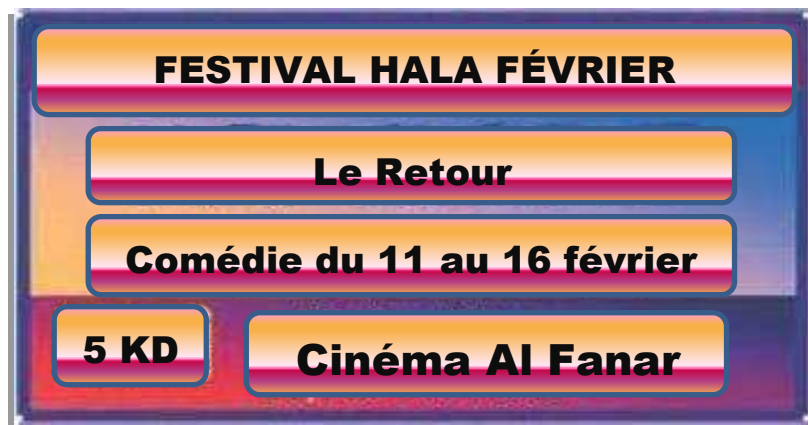 FESTIVAL HALA FÉVRIER
Le Retour
Comédie du 11 au 16 février
5 KD
Cinéma Al Fanar